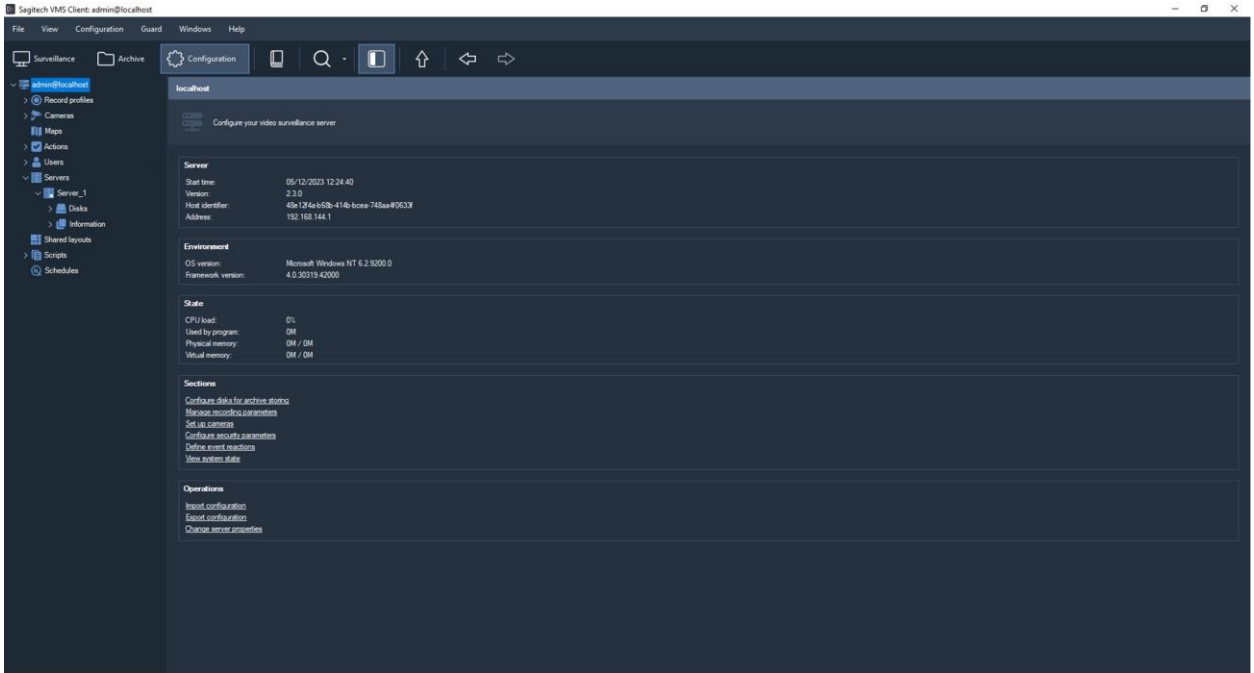 Sagitech VMS Client: admin@localhost
File View Configuration Guard Windows Help
Surveillance Archive Configuration
admin@localhost
Record profiles
Cameras
Maps
Actions
Users
Servers
Server_1
Disks
Information
Shared layouts
Scripts
Schedules
localhost
Configure your video surveillance server
Server
Start time: 05/12/2023 12:24:40
Version: 2.3.0
Host identifier: 48e12f4a-b68b-414b-bcea-748aa4f0633f
Address: 192.168.144.1
Environment
OS version: Microsoft Windows NT 6.2.9200.0
Framework version: 4.0.30319.42000
State
CPU load: 0%
Used by program: 0M
Physical memory: 0M / 0M
Virtual memory: 0M / 0M
Sections
Configure disks for archive storing
Manage recording parameters
Set up cameras
Configure security parameters
Define event reactions
View system state
Operations
Import configuration
Export configuration
Change server properties